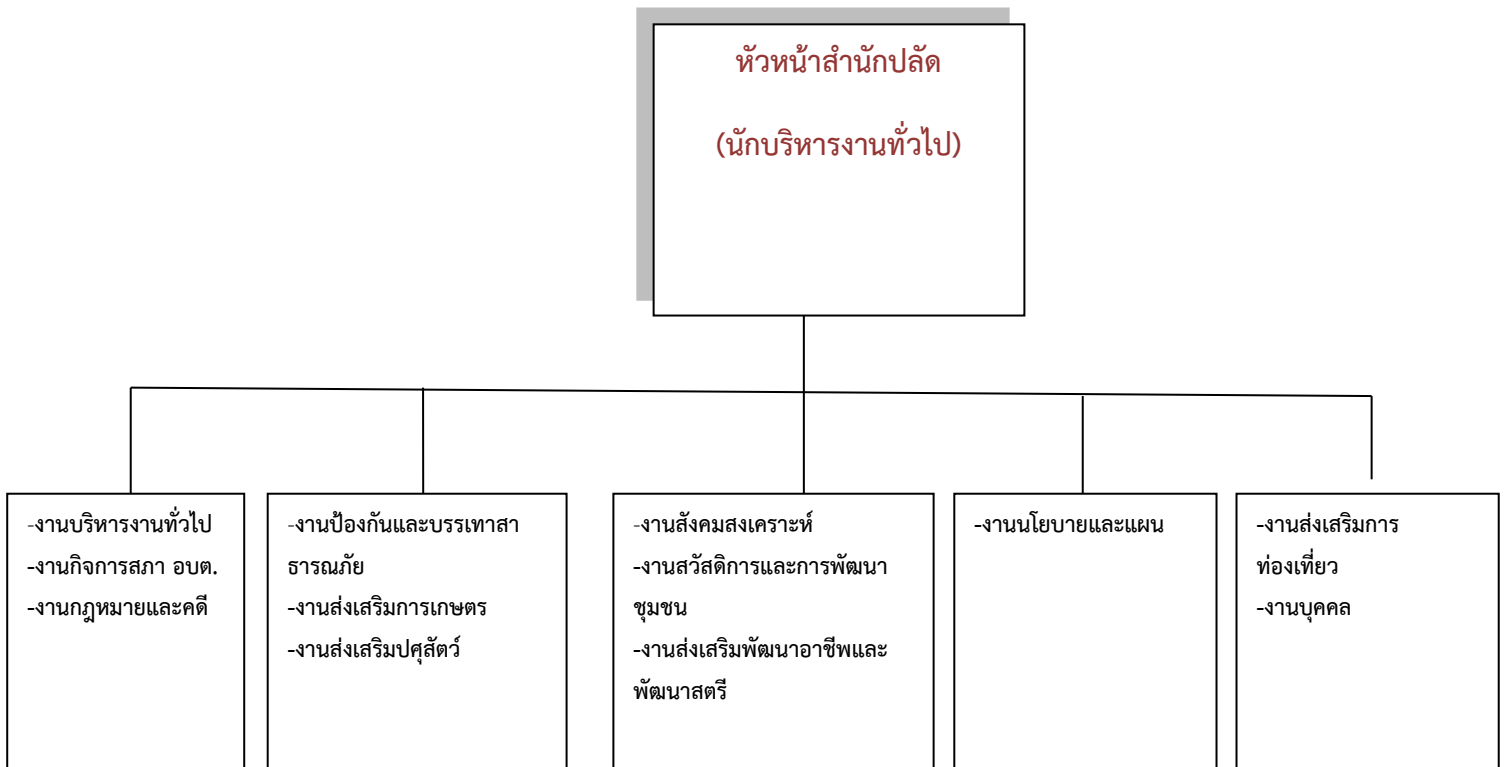 หัวหน้าสำนักปลัด
(นักบริหารงานทั่วไป)
-งานบริหารงานทั่วไป
-งานกิจการสภา อบต.
-งานกฎหมายและคดี
-งานป้องกันและบรรเทาสา
ธารณภัย
-งานส่งเสริมการเกษตร
-งานส่งเสริมปศุสัตว์
-งานสังคมสงเคราะห์
-งานสวัสดิการและการพัฒนา
ชุมชน
-งานส่งเสริมพัฒนาอาชีพและ
พัฒนาสตรี
-งานนโยบายและแผน
-งานส่งเสริมการ
ท่องเที่ยว
-งานบุคคล